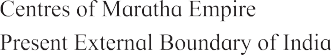 Centres of Maratha Empire
Present External Boundary of India